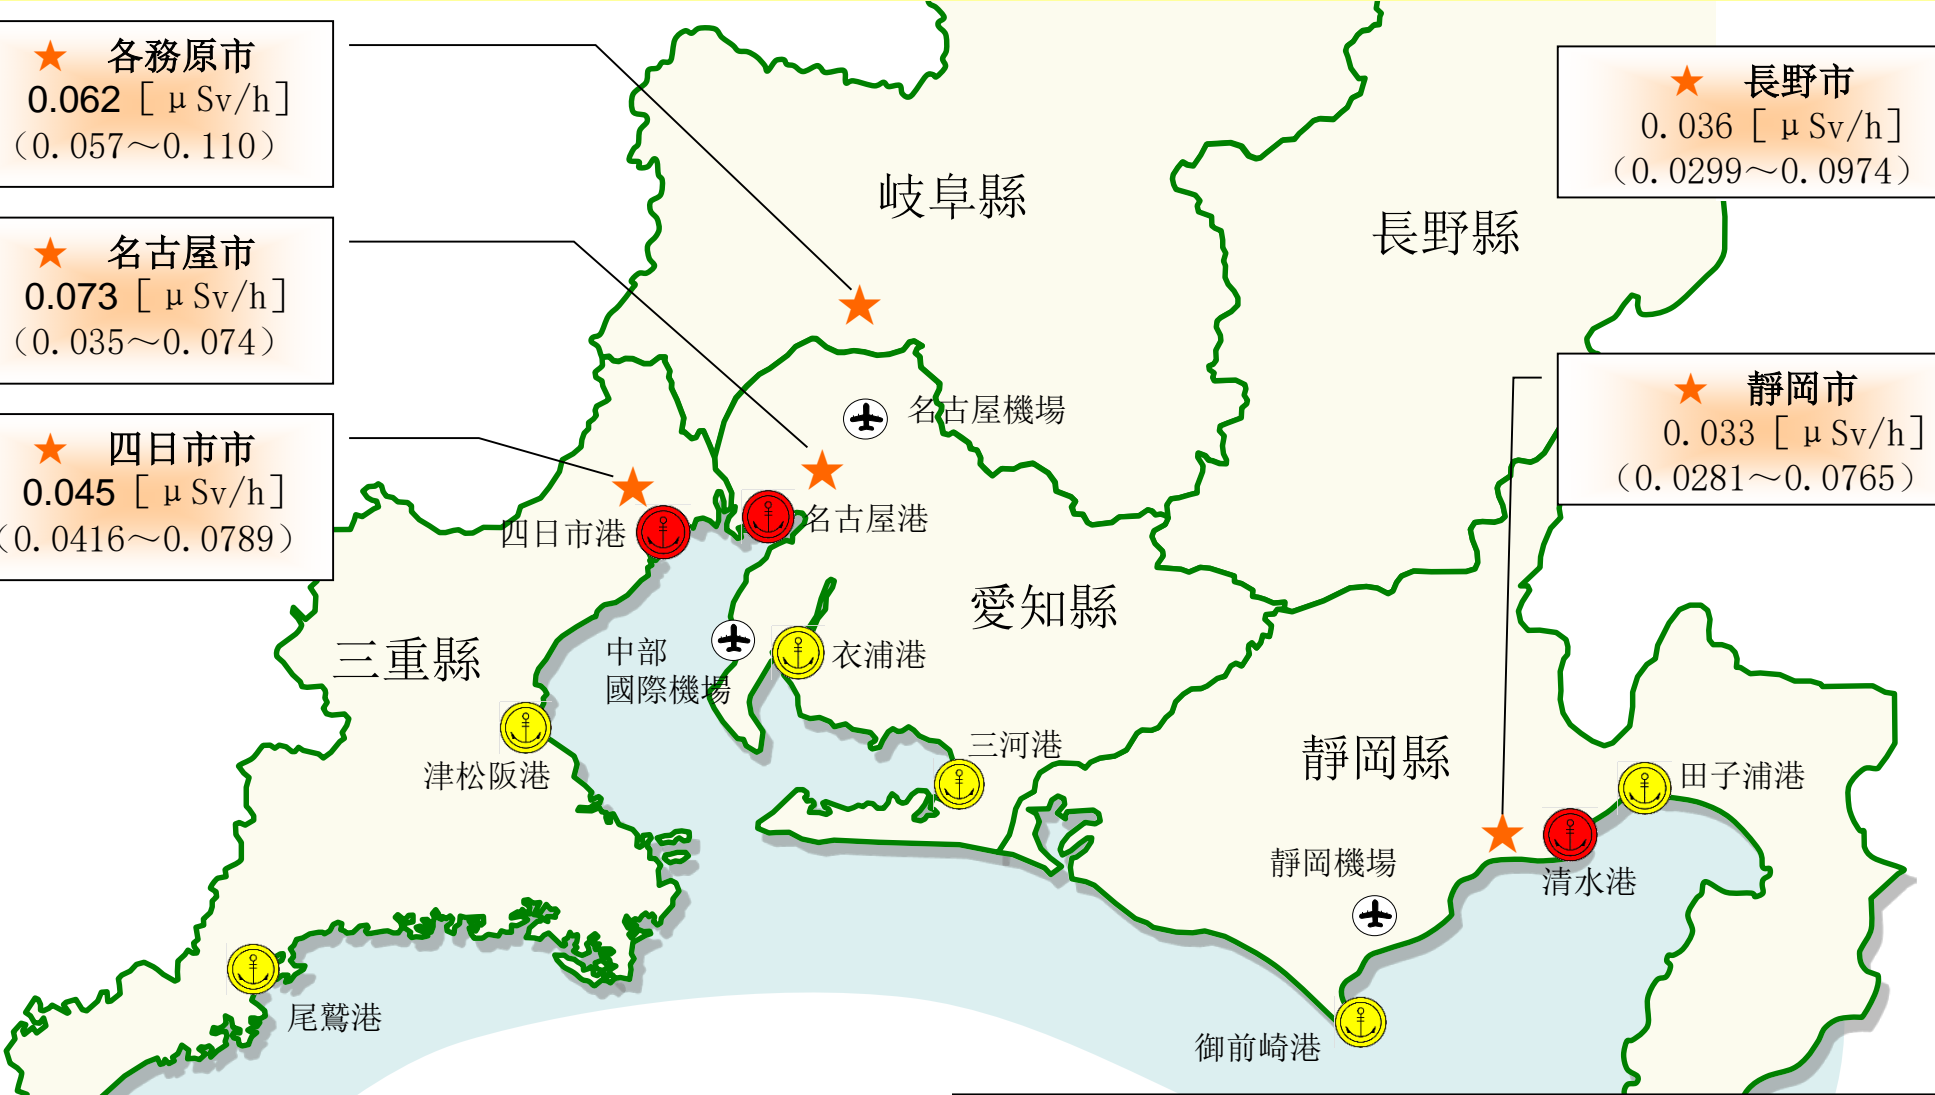 ★ 各務原市
0.062［μSv/h］
（0.057～0.110）
★ 名古屋市
0.073［μSv/h］
（0.035～0.074）
★ 四日市市
0.045［μSv/h］
（0.0416～0.0789）
★ 長野市
0.036［μSv/h］
（0.0299～0.0974）
★ 靜岡市
0.033［μSv/h］
（0.0281～0.0765）
岐阜縣
長野縣
名古屋機場
四日市港
名古屋港
愛知縣
三重縣
中部
國際機場
衣浦港
津松阪港
三河港
靜岡縣
田子浦港
靜岡機場
清水港
尾鷲港
御前崎港